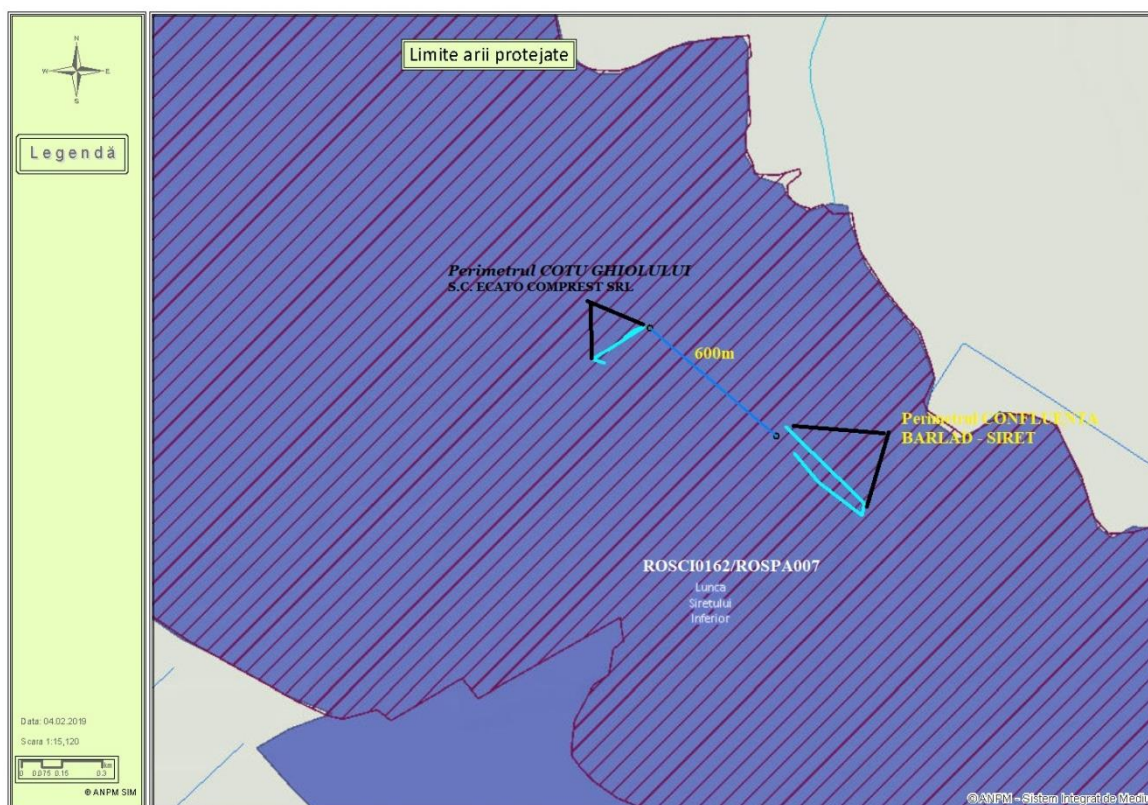 N
W E
S
Legendă
Data: 04.02.2019
Scara 1:15,120
km
0 0.075 0.15 0.3
© ANPM SIM
Limite arii protejate
Perimetrul COTU GHIOLULUI
S.C. ECATO COMPREST SRL
600m
Perimetrul CONFLUENTA
BARLAD - SIRET
ROSCI0162/ROSPA007
Lunca
Siretului
Inferior
© ANPM - Sistem Integrat de Mediu